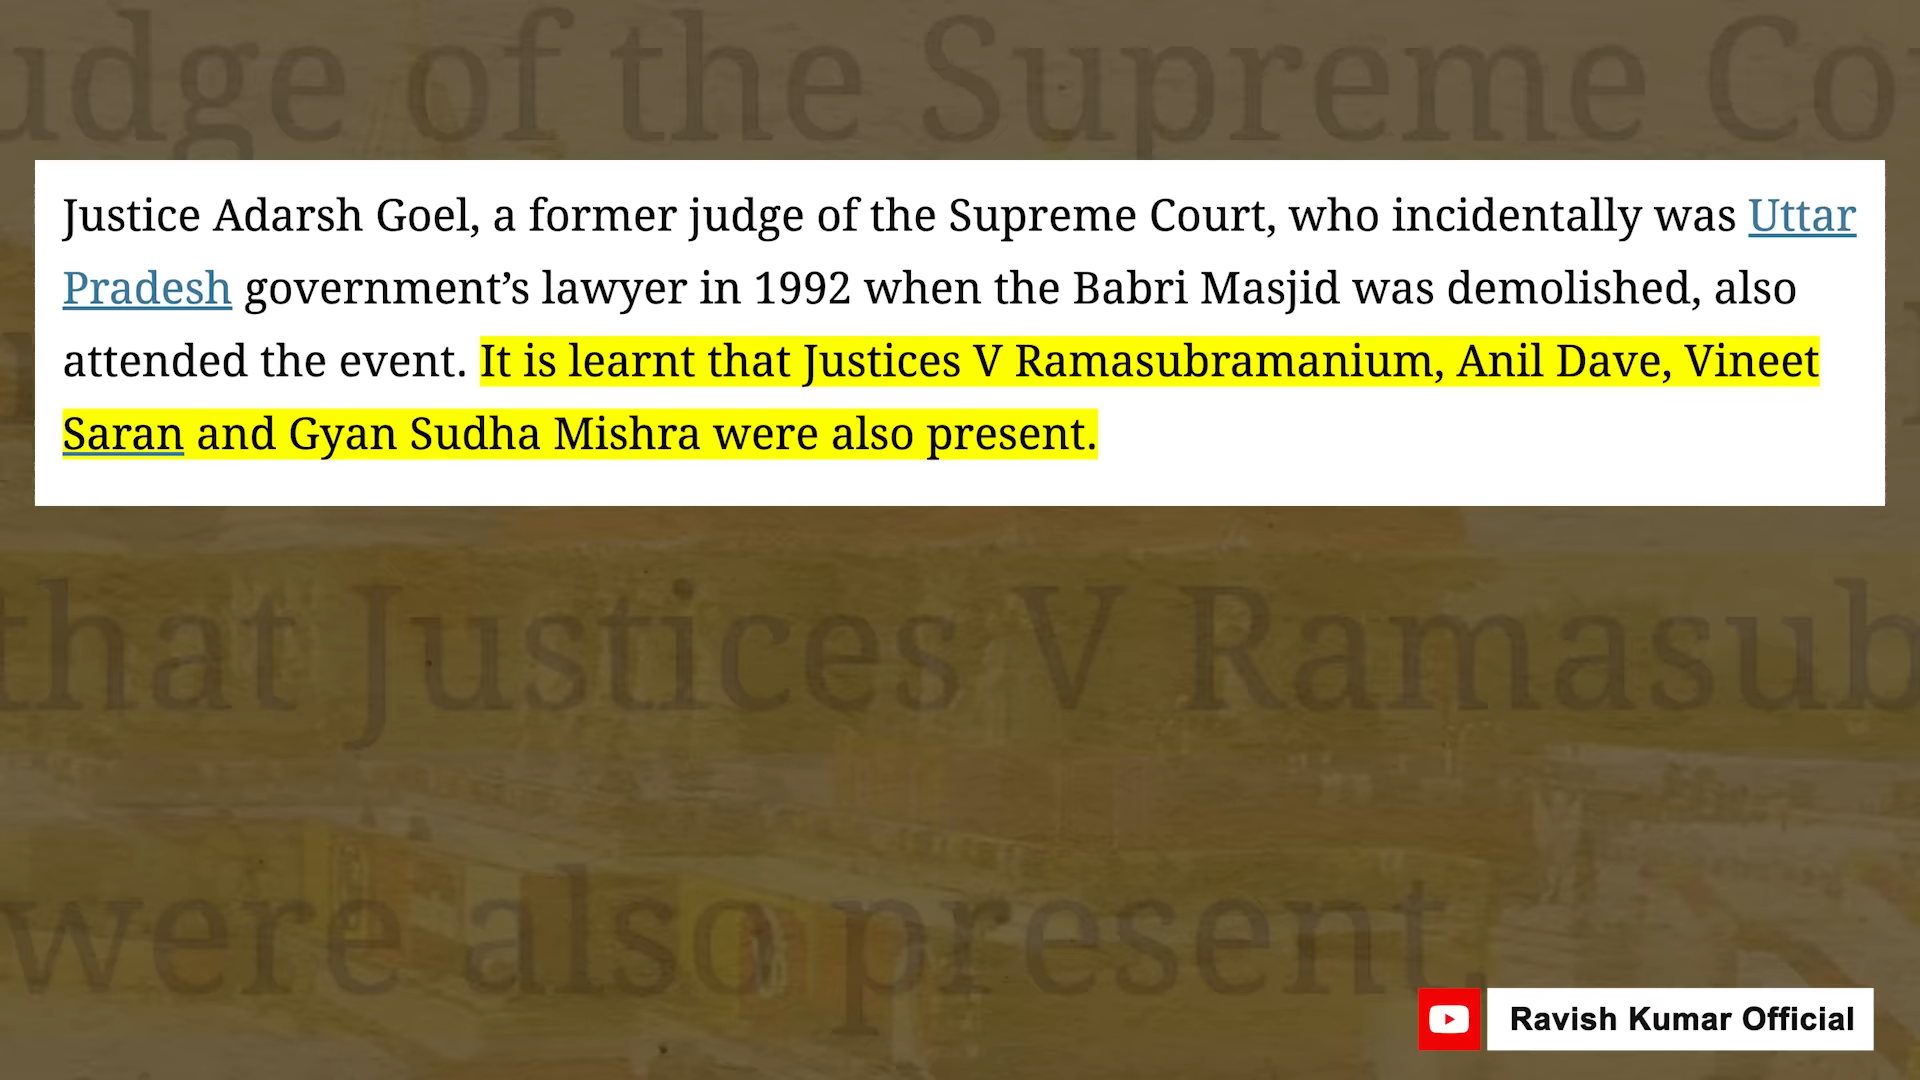 udge of the Supreme Co
Justice Adarsh Goel, a former judge of the Supreme Court, who incidentally was Uttar
Pradesh government’s lawyer in 1992 when the Babri Masjid was demolished, also
attended the event. It is learnt that Justices V Ramasubramanium, Anil Dave, Vineet
Saran and Gyan Sudha Mishra were also present.
that Justices V Ramasub
were also present.
Ravish Kumar Official